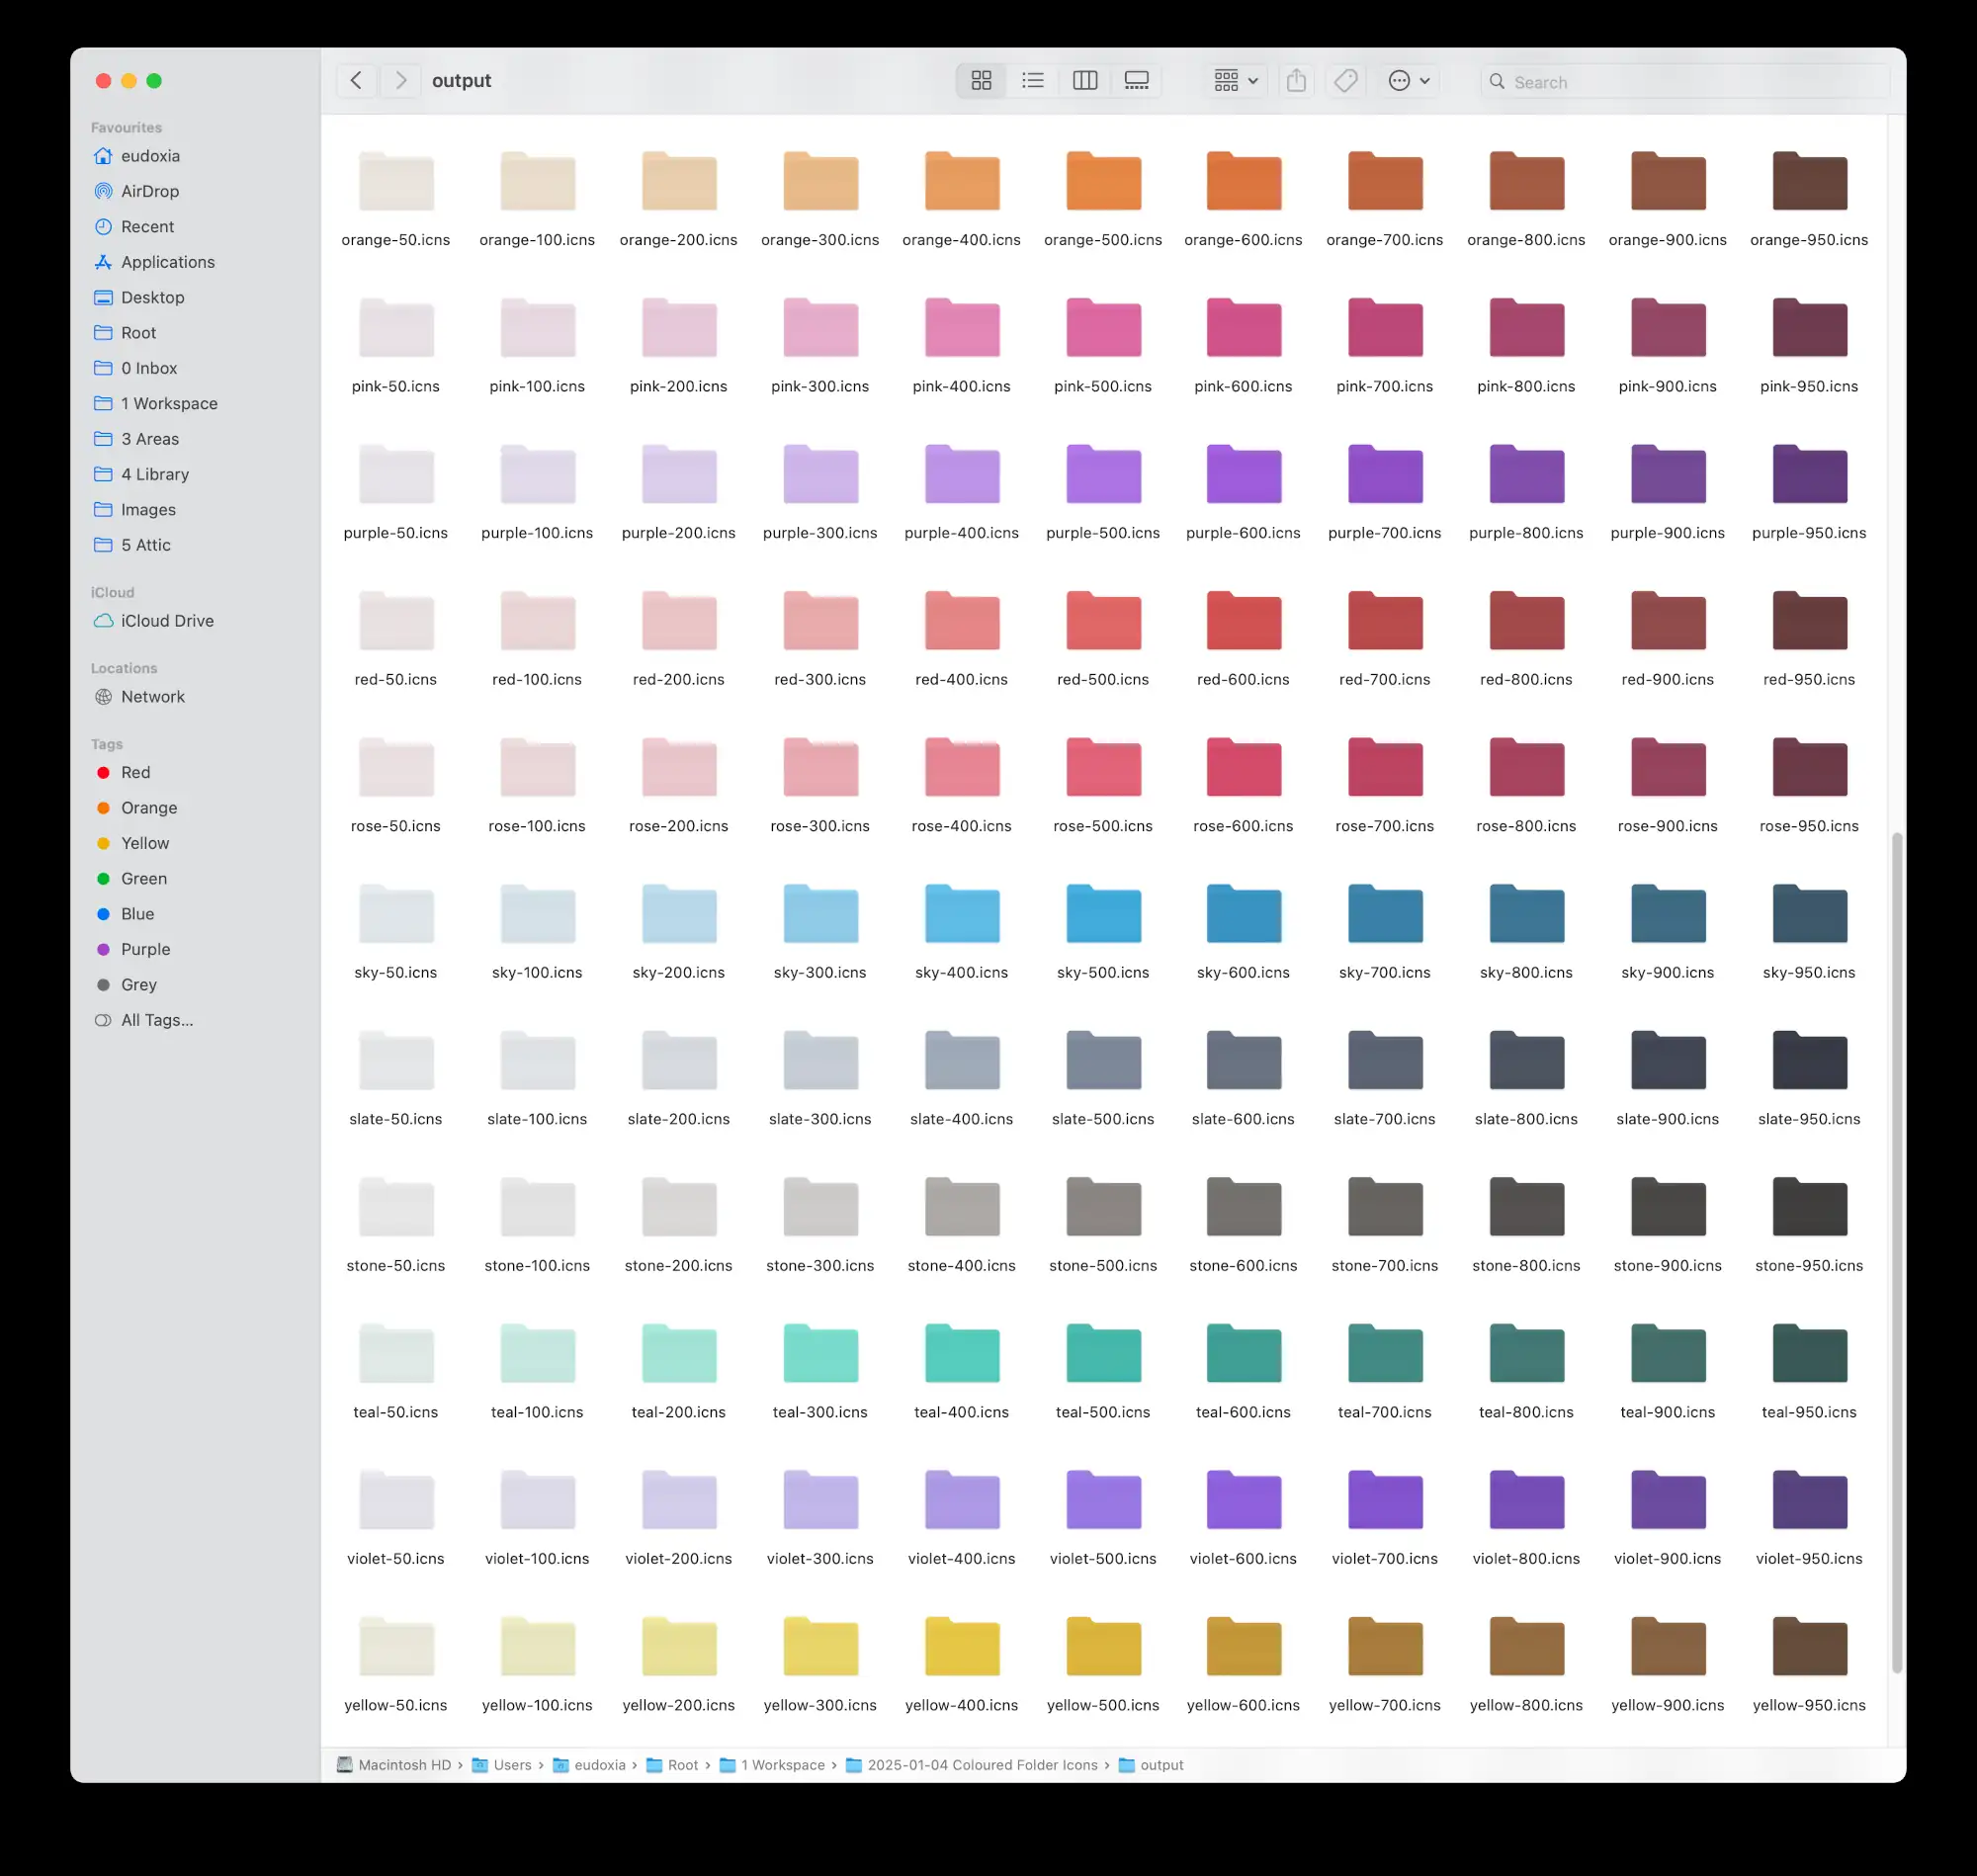 output
Search
Favourites
eudoxia
AirDrop
Recent
Applications
Desktop
Root
0 Inbox
1 Workspace
3 Areas
4 Library
Images
5 Attic
iCloud
iCloud Drive
Locations
Network
Tags
Red
Orange
Yellow
Green
Blue
Purple
Grey
All Tags...
orange-50.icns orange-100.icns orange-200.icns orange-300.icns orange-400.icns orange-500.icns orange-600.icns orange-700.icns orange-800.icns orange-900.icns orange-950.icns
pink-50.icns pink-100.icns pink-200.icns pink-300.icns pink-400.icns pink-500.icns pink-600.icns pink-700.icns pink-800.icns pink-900.icns pink-950.icns
purple-50.icns purple-100.icns purple-200.icns purple-300.icns purple-400.icns purple-500.icns purple-600.icns purple-700.icns purple-800.icns purple-900.icns purple-950.icns
red-50.icns red-100.icns red-200.icns red-300.icns red-400.icns red-500.icns red-600.icns red-700.icns red-800.icns red-900.icns red-950.icns
rose-50.icns rose-100.icns rose-200.icns rose-300.icns rose-400.icns rose-500.icns rose-600.icns rose-700.icns rose-800.icns rose-900.icns rose-950.icns
sky-50.icns sky-100.icns sky-200.icns sky-300.icns sky-400.icns sky-500.icns sky-600.icns sky-700.icns sky-800.icns sky-900.icns sky-950.icns
slate-50.icns slate-100.icns slate-200.icns slate-300.icns slate-400.icns slate-500.icns slate-600.icns slate-700.icns slate-800.icns slate-900.icns slate-950.icns
stone-50.icns stone-100.icns stone-200.icns stone-300.icns stone-400.icns stone-500.icns stone-600.icns stone-700.icns stone-800.icns stone-900.icns stone-950.icns
teal-50.icns teal-100.icns teal-200.icns teal-300.icns teal-400.icns teal-500.icns teal-600.icns teal-700.icns teal-800.icns teal-900.icns teal-950.icns
violet-50.icns violet-100.icns violet-200.icns violet-300.icns violet-400.icns violet-500.icns violet-600.icns violet-700.icns violet-800.icns violet-900.icns violet-950.icns
yellow-50.icns yellow-100.icns yellow-200.icns yellow-300.icns yellow-400.icns yellow-500.icns yellow-600.icns yellow-700.icns yellow-800.icns yellow-900.icns yellow-950.icns
Macintosh HD › Users › eudoxia › Root › 1 Workspace › 2025-01-04 Coloured Folder Icons › output